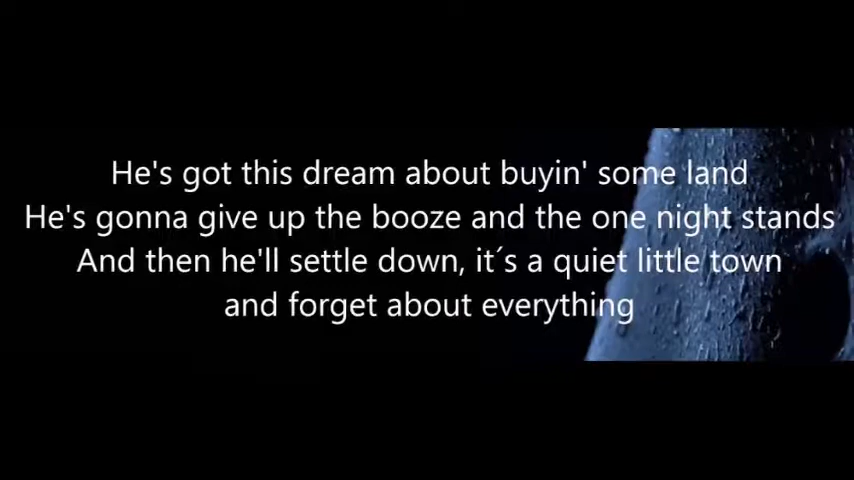 He's got this dream about buyin' some land
He's gonna give up the booze and the one night stands
And then he'll settle down, it´s a quiet little town
and forget about everything